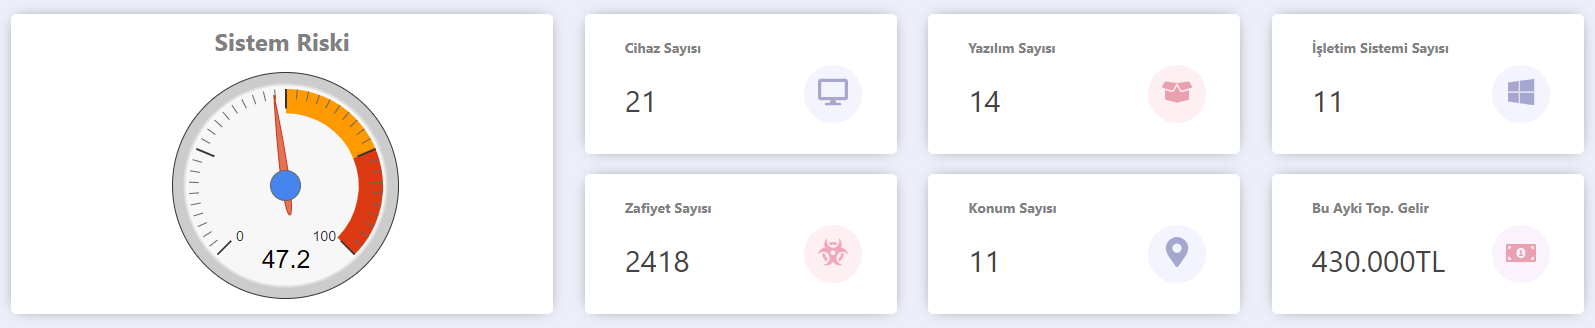 Sistem Riski
0
100
47.2
Cihaz Sayısı
21
Yazılım Sayısı
14
İşletim Sistemi Sayısı
11
Zafiyet Sayısı
2418
Konum Sayısı
11
Bu Ayki Top. Gelir
430.000TL